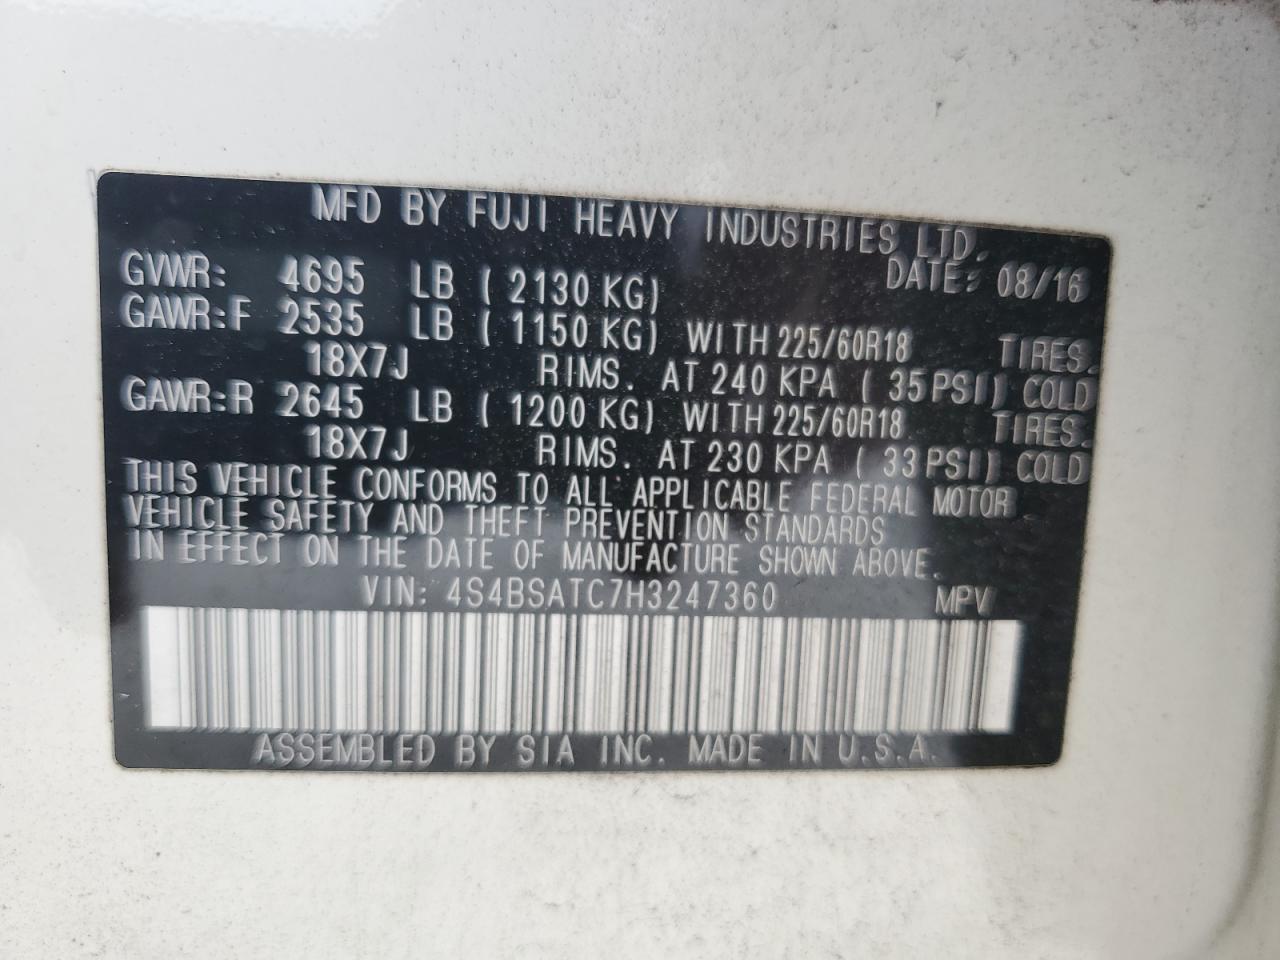 MFD BY FUJI HEAVY INDUSTRIES LTD.
DATE: 08/16
GVWR: 4695 LB ( 2130 KG)
GAWR:F 2535 LB ( 1150 KG) WITH 225/60R18 TIRES.
18X7J RIMS. AT 240 KPA ( 35 PSI) COLD
GAWR:R 2645 LB ( 1200 KG) WITH 225/60R18 TIRES.
18X7J RIMS. AT 230 KPA ( 33 PSI) COLD
THIS VEHICLE CONFORMS TO ALL APPLICABLE FEDERAL MOTOR
VEHICLE SAFETY AND THEFT PREVENTION STANDARDS
IN EFFECT ON THE DATE OF MANUFACTURE SHOWN ABOVE.
VIN: 4S4BSATC7H3247360 MPV
ASSEMBLED BY SIA INC. MADE IN U.S.A.